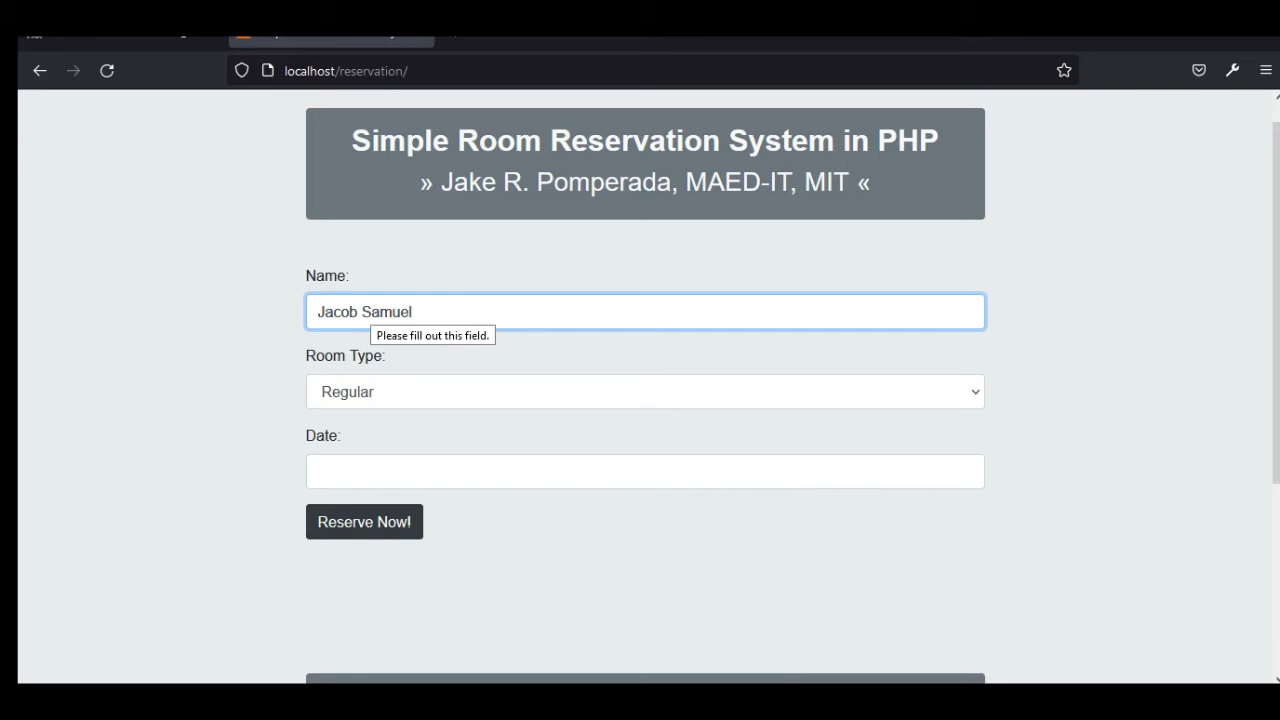 localhost/reservation/
Simple Room Reservation System in PHP
» Jake R. Pomperada, MAED-IT, MIT «
Name:
Jacob Samuel
Please fill out this field.
Room Type:
Regular
Date:
Reserve Now!